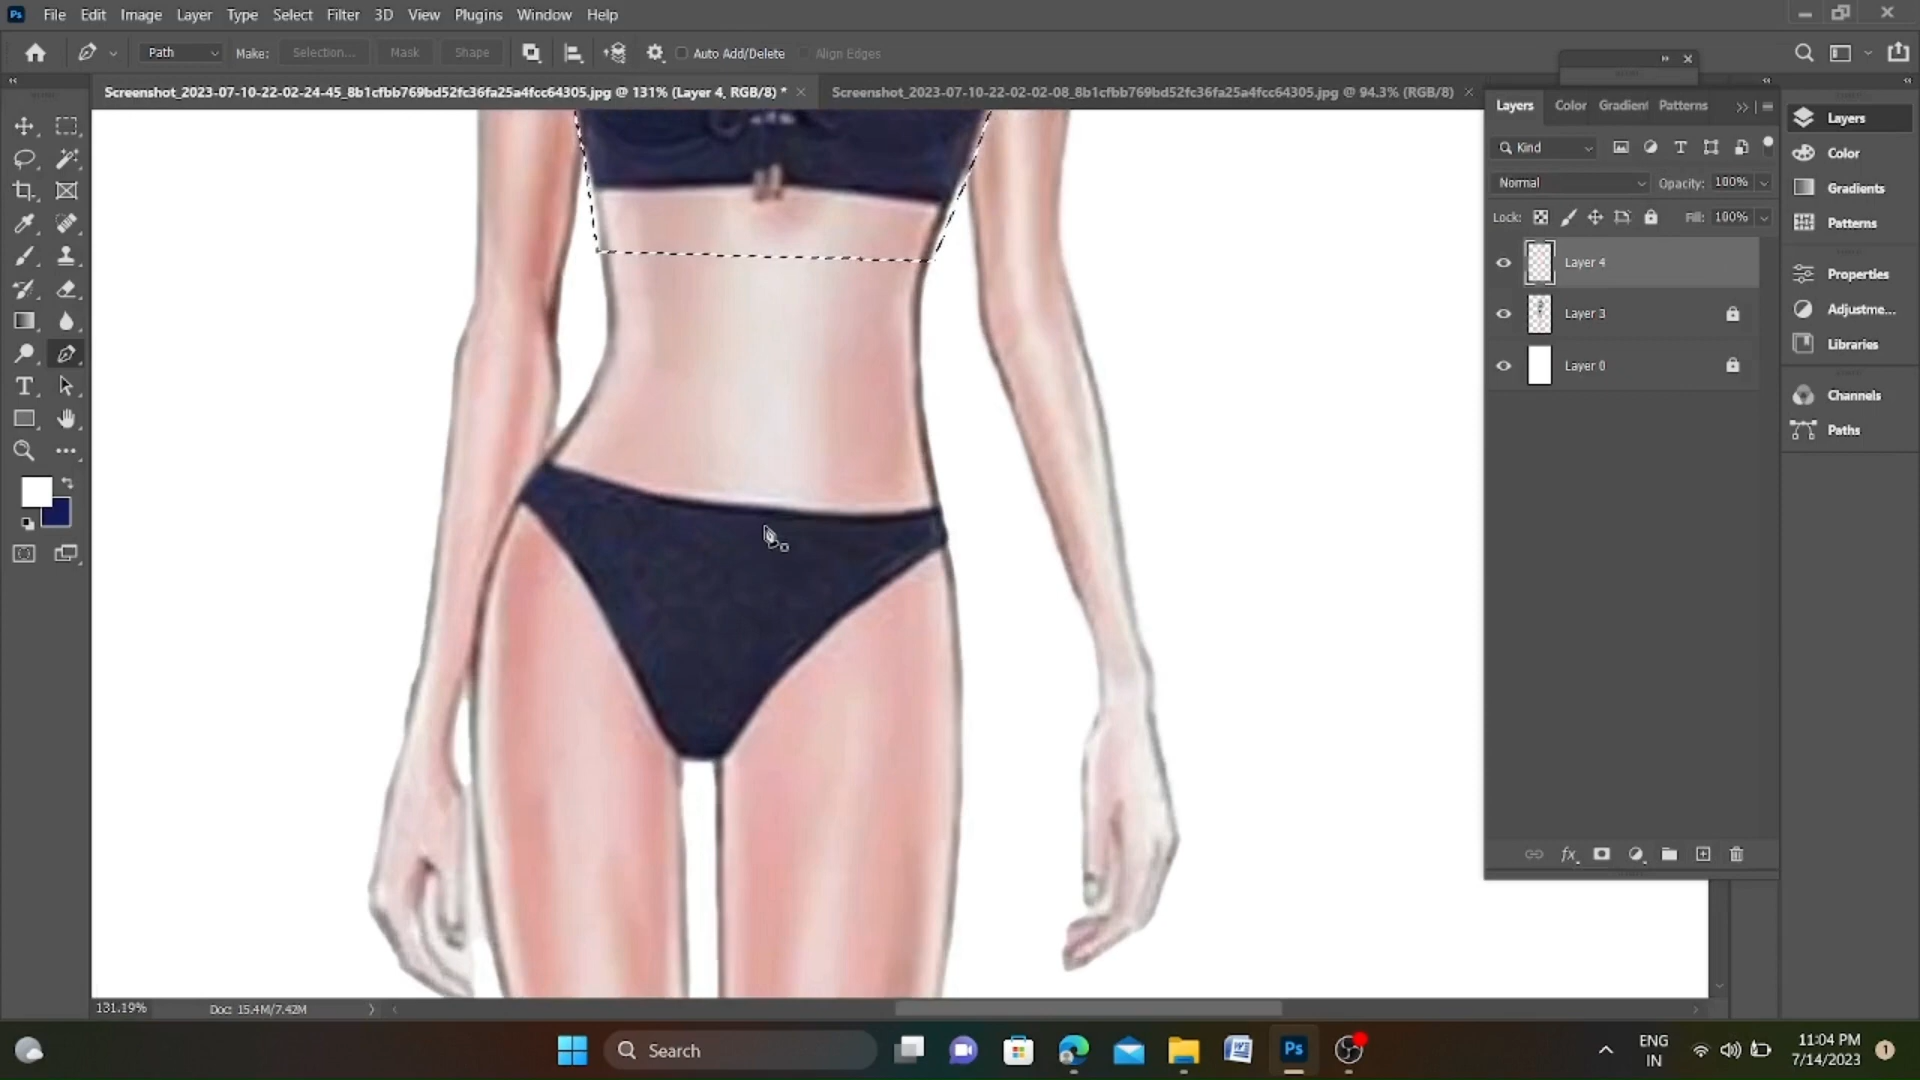 Ps File Edit Image Layer Type Select Filter 3D View Plugins Window Help
Path Make: Selection... Mask Shape Auto Add/Delete Align Edges
Screenshot_2023-07-10-22-02-24-45_8b1cfbb769bd52fc36fa25a4fcc64305.jpg @ 131% (Layer 4, RGB/8) *
Screenshot_2023-07-10-22-02-02-08_8b1cfbb769bd52fc36fa25a4fcc64305.jpg @ 94.3% (RGB/8)
Layers Color Gradient Patterns
Kind
Normal Opacity: 100%
Lock: Fill: 100%
Layer 4
Layer 3
Layer 0
fx
Layers
Color
Gradients
Patterns
Properties
Adjustme...
Libraries
Channels
Paths
131.19% Doc: 15.4M/7.42M
Search
Ps
ENG
IN
11:04 PM
7/14/2023
1